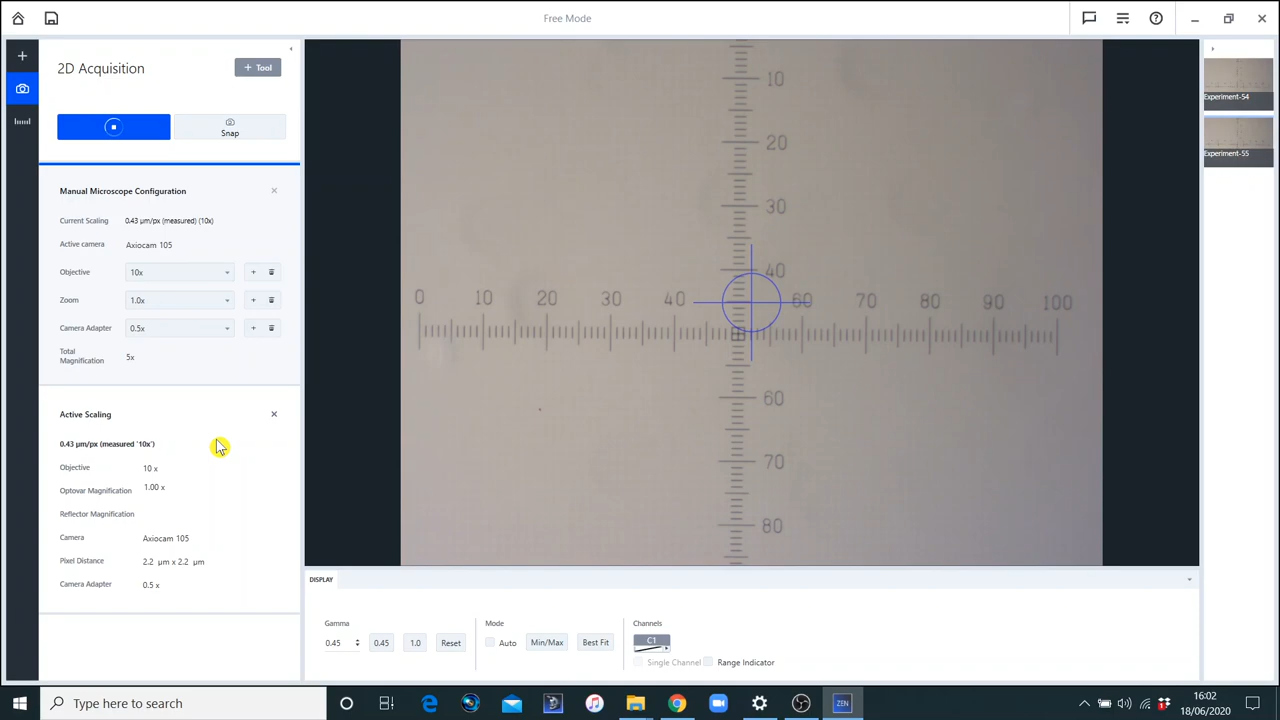 Free Mode
2D Acquisition
+ Tool
Snap
Manual Microscope Configuration
Current Scaling 0.43 µm/px (measured) (10x)
Active camera Axiocam 105
Objective 10x
Zoom 1.0x
Camera Adapter 0.5x
Total Magnification 5x
Active Scaling
0.43 µm/px (measured '10x')
Objective 10 x
Optovar Magnification 1.00 x
Reflector Magnification
Camera Axiocam 105
Pixel Distance 2.2 µm x 2.2 µm
Camera Adapter 0.5 x
10
20
30
40
0 10 20 30 40 60 70 80 90 100
60
70
80
Experiment-54
Experiment-55
DISPLAY
Gamma Mode Channels
0.45 0.45 1.0 Reset Auto Min/Max Best Fit C1
Single Channel Range Indicator
Type here to search
ZEN
16:02
18/06/2020